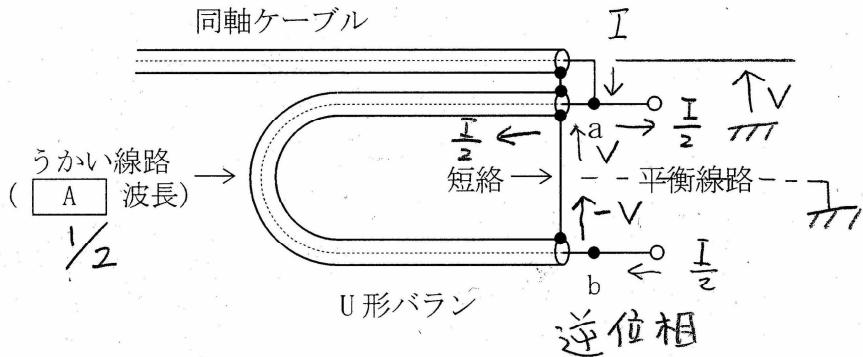 同軸ケーブル
I
V
I/2
a
I/2
V
うかい線路
( A 波長)
1/2
短絡
平衡線路
-V
b
I/2
U形バラン
逆位相